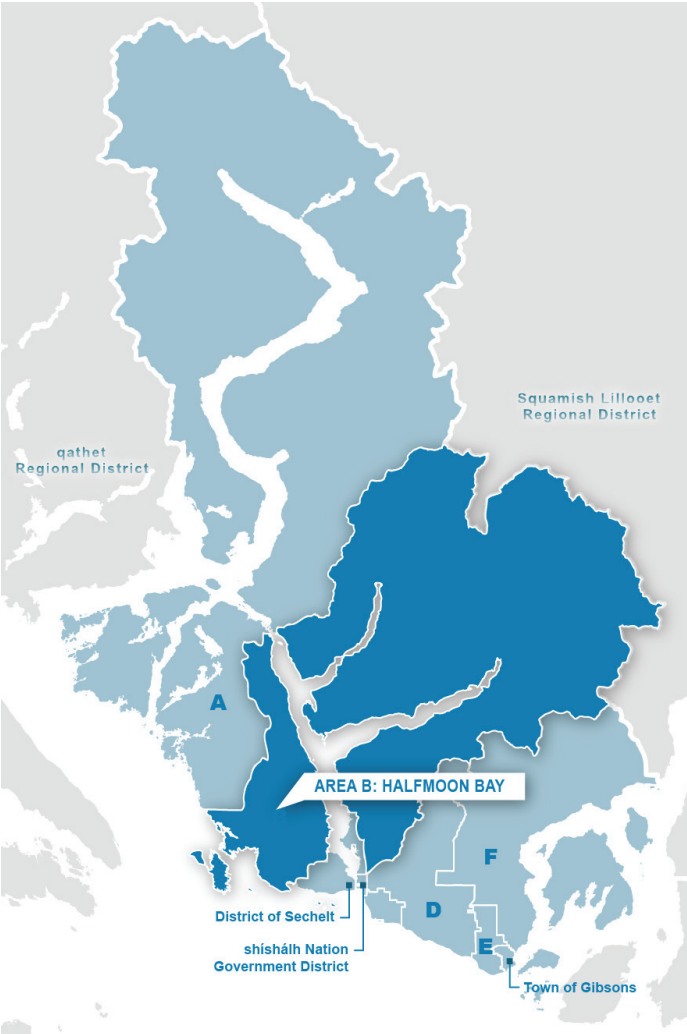 Squamish Lillooet
Regional District
qathet
Regional District
A
AREA B: HALFMOON BAY
F
D
E
District of Sechelt
shíshálh Nation
Government District
Town of Gibsons